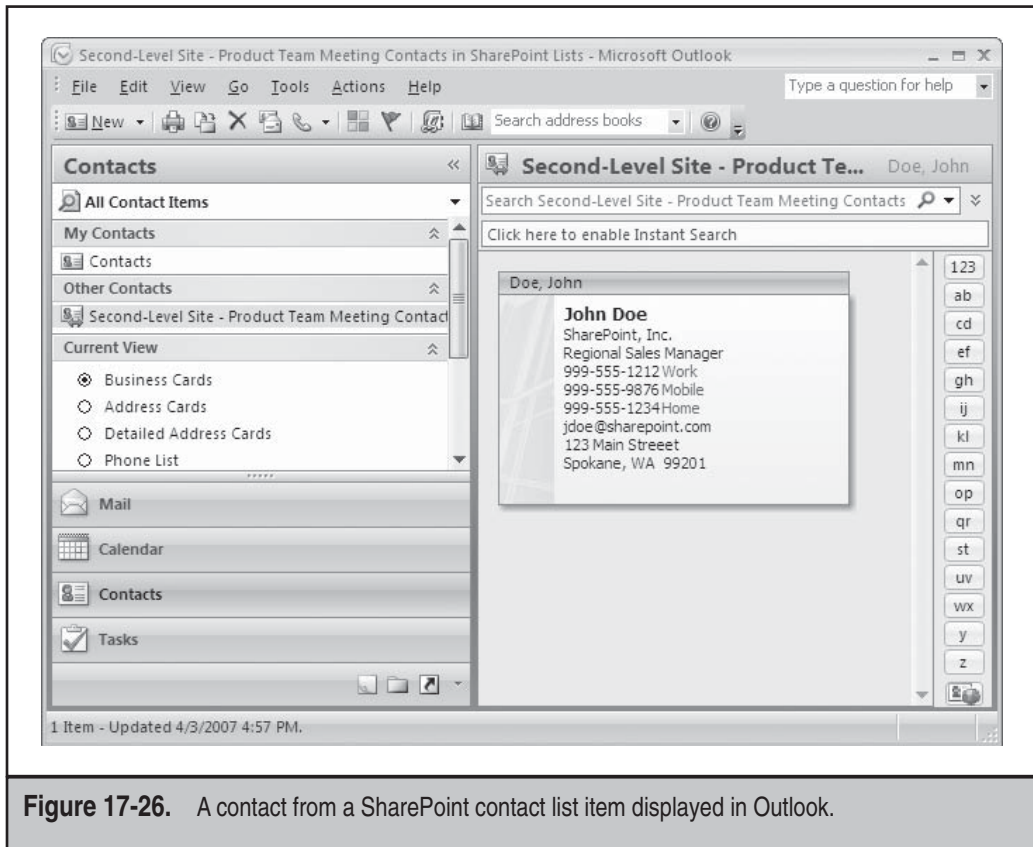 Second-Level Site - Product Team Meeting Contacts in SharePoint Lists - Microsoft Outlook
File Edit View Go Tools Actions Help
Type a question for help
New
Search address books
Contacts
All Contact Items
My Contacts
Contacts
Other Contacts
Second-Level Site - Product Team Meeting Contact
Current View
Business Cards
Address Cards
Detailed Address Cards
Phone List
Mail
Calendar
Contacts
Tasks
Second-Level Site - Product Te... Doe, John
Search Second-Level Site - Product Team Meeting Contacts
Click here to enable Instant Search
Doe, John
John Doe
SharePoint, Inc.
Regional Sales Manager
999-555-1212 Work
999-555-9876 Mobile
999-555-1234 Home
jdoe@sharepoint.com
123 Main Streeet
Spokane, WA 99201
123
ab
cd
ef
gh
ij
kl
mn
op
qr
st
uv
wx
y
z
1 Item - Updated 4/3/2007 4:57 PM.
Figure 17-26. A contact from a SharePoint contact list item displayed in Outlook.